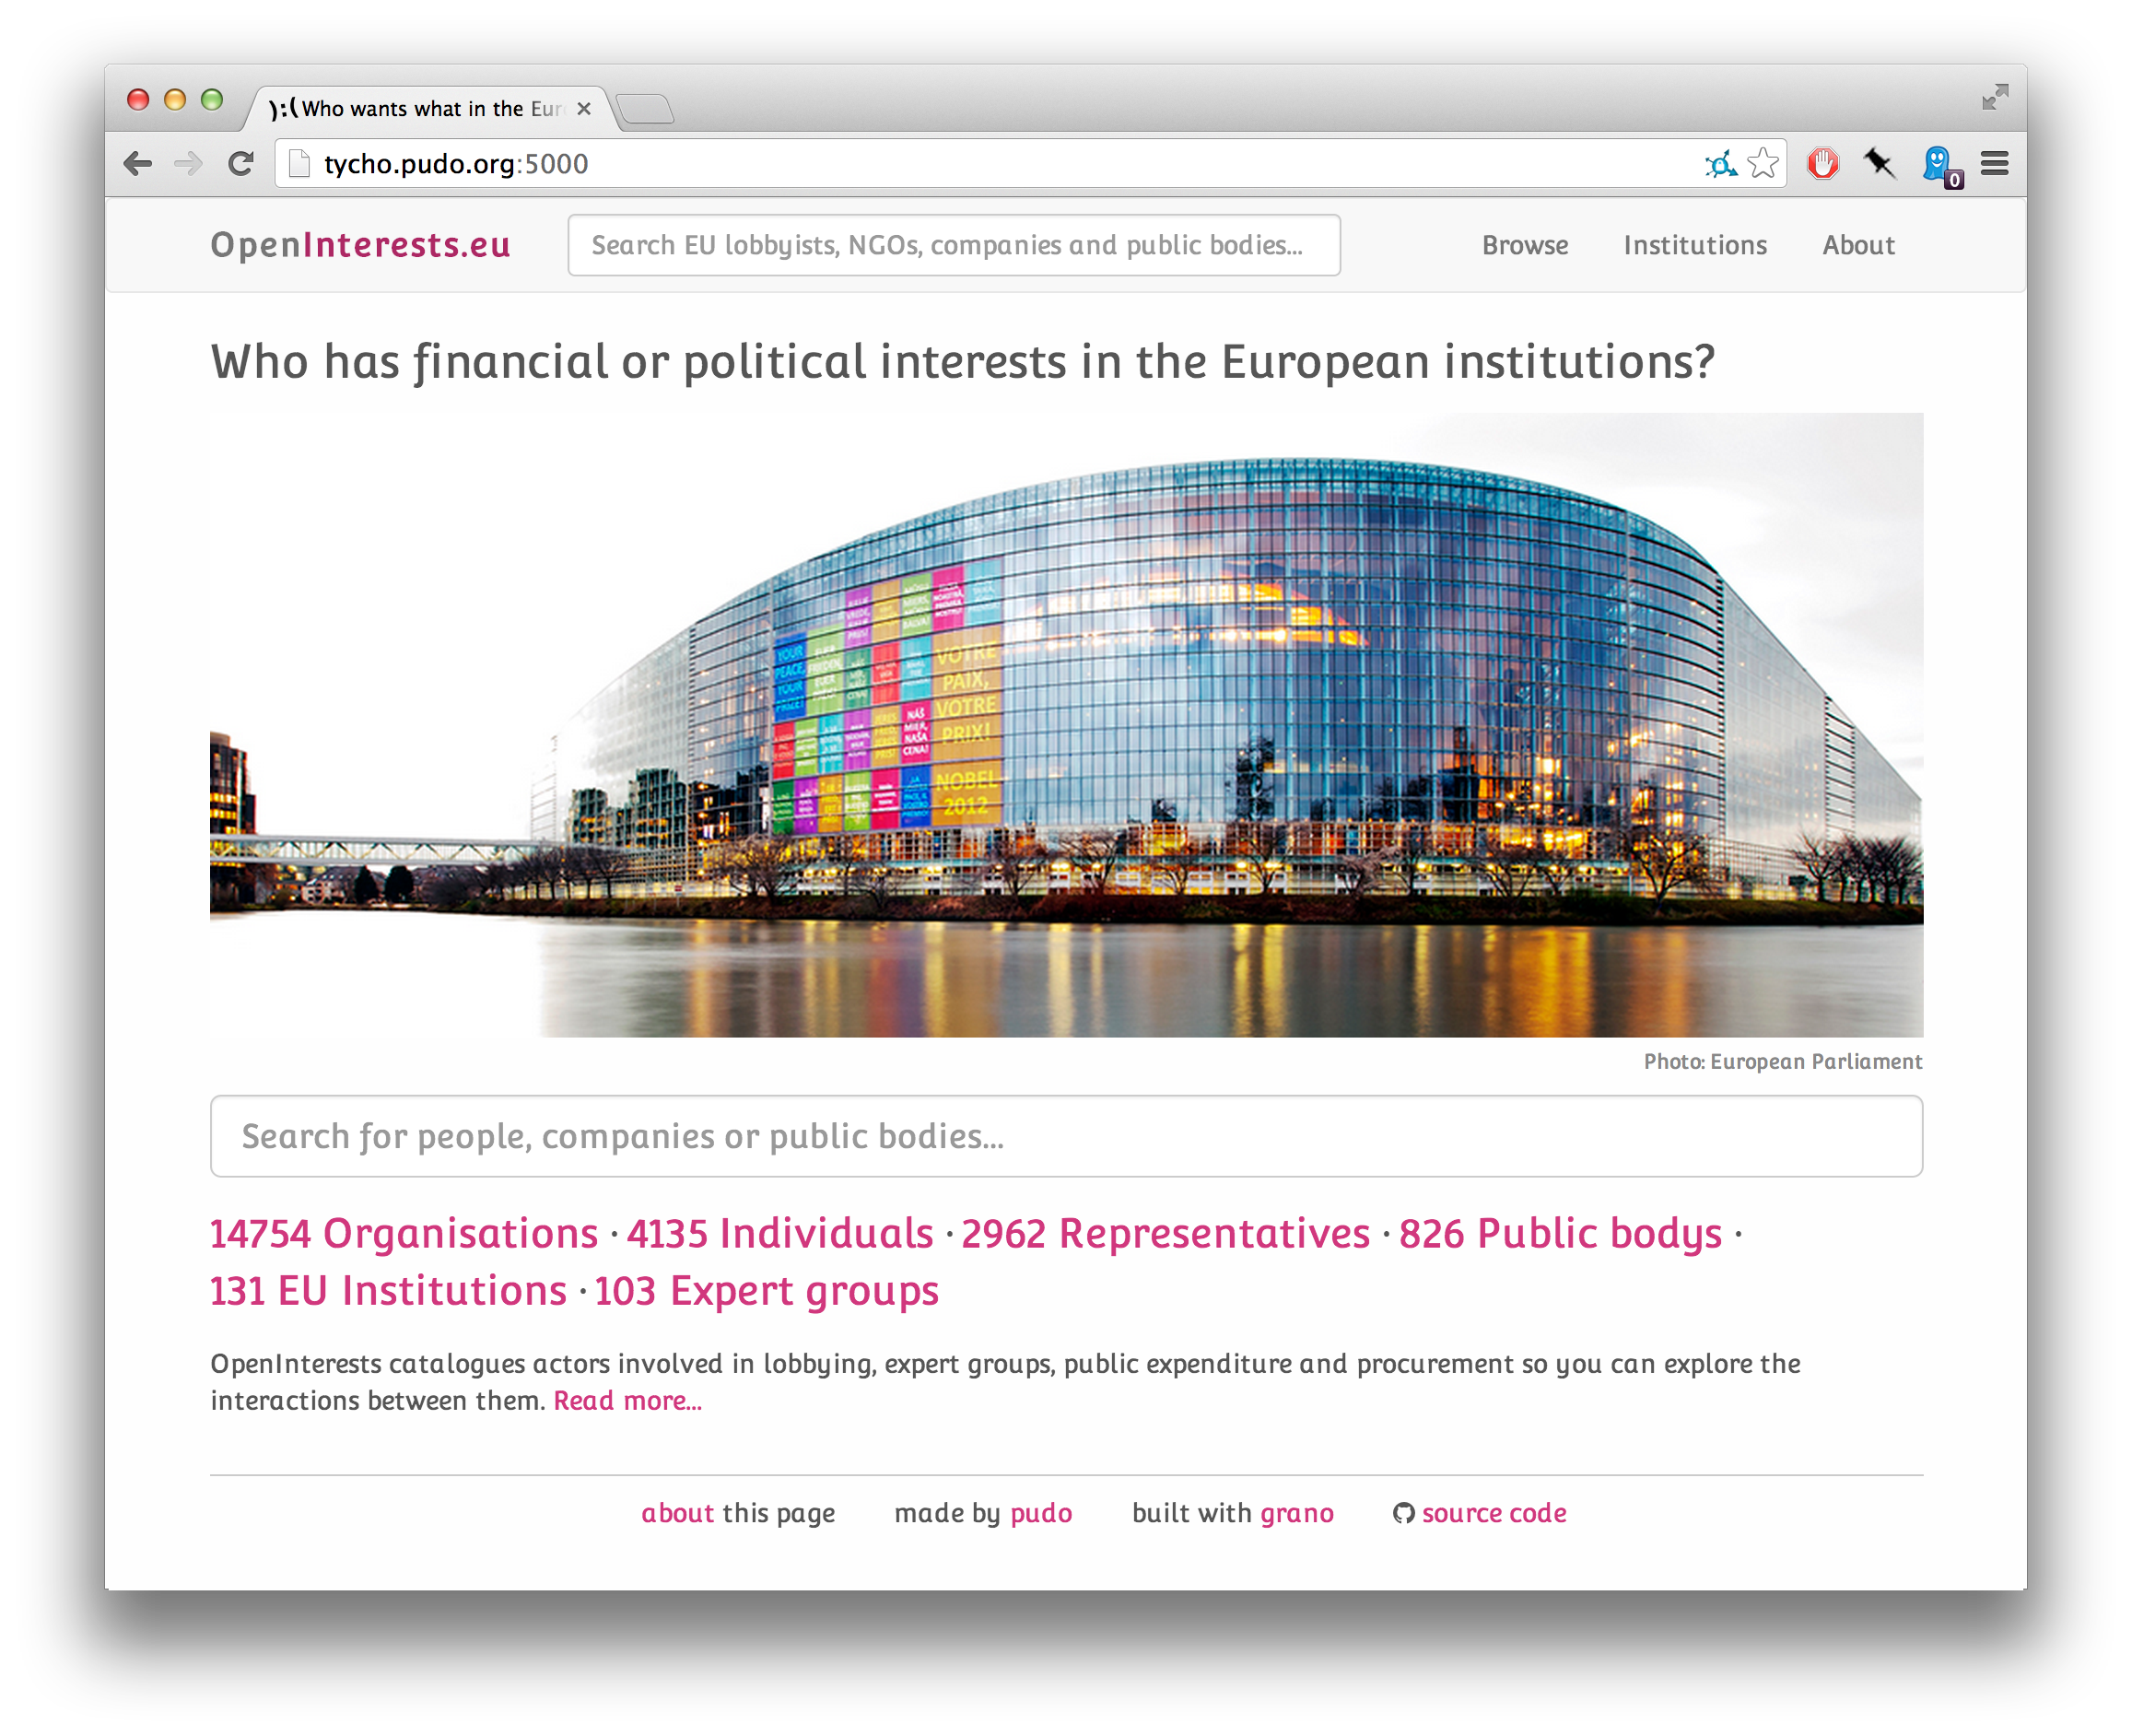 ):( Who wants what in the Eur
tycho.pudo.org:5000
0
OpenInterests.eu
Search EU lobbyists, NGOs, companies and public bodies...
Browse Institutions About
Who has financial or political interests in the European institutions?
YOUR PEACE, YOUR PRIZE!
VOTRE
PAIX,
VOTRE
PRIX!
NÁŠ
MIER,
NAŠA
CENA!
NOBEL
2012
Photo: European Parliament
Search for people, companies or public bodies...
14754 Organisations · 4135 Individuals · 2962 Representatives · 826 Public bodys ·
131 EU Institutions · 103 Expert groups
OpenInterests catalogues actors involved in lobbying, expert groups, public expenditure and procurement so you can explore the
interactions between them. Read more...
about this page made by pudo built with grano source code